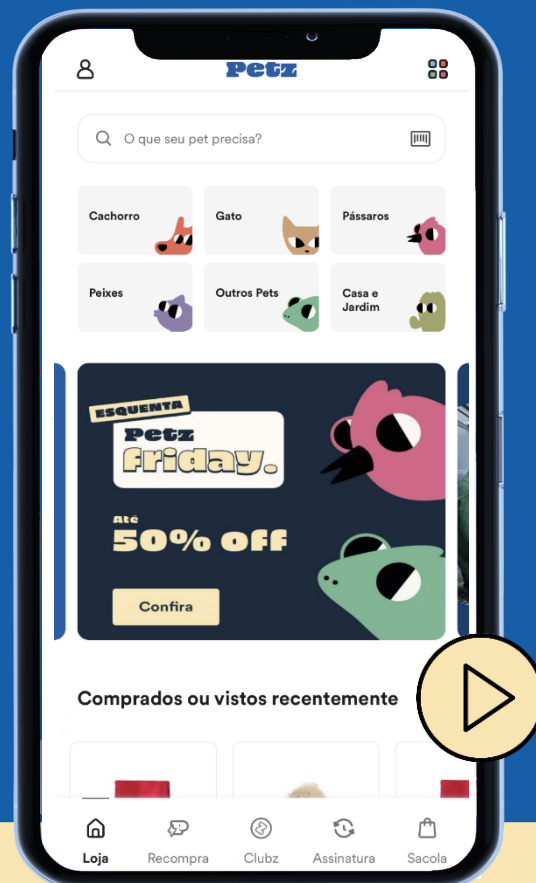 Petz
O que seu pet precisa?
Cachorro
Gato
Pássaros
Peixes
Outros Pets
Casa e
Jardim
ESQUENTA
Petz
friday.
Até
50% OFF
Confira
Comprados ou vistos recentemente
Loja
Recompra
Clubz
Assinatura
Sacola